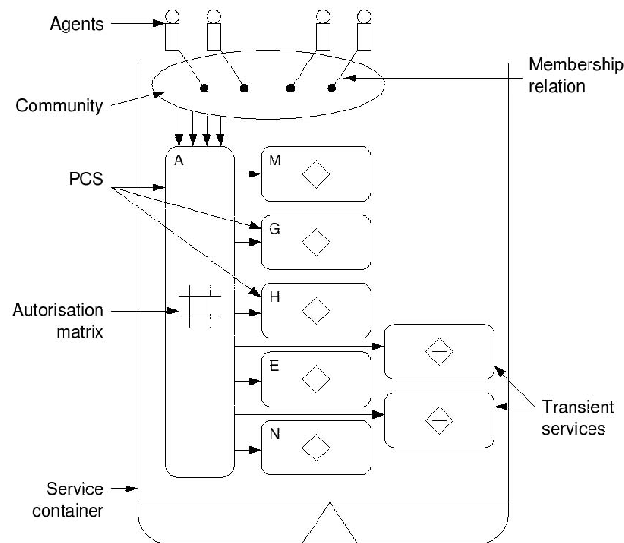 Agents
Membership
relation
Community
A
M
PCS
G
H
Autorisation
matrix
E
Transient
services
N
Service
container